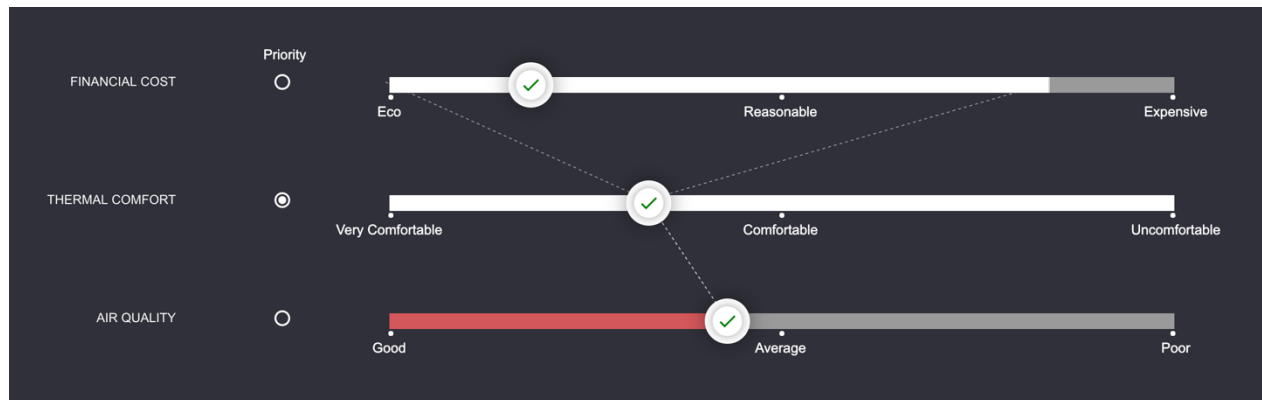 Priority
FINANCIAL COST
Eco Reasonable Expensive
THERMAL COMFORT
Very Comfortable Comfortable Uncomfortable
AIR QUALITY
Good Average Poor